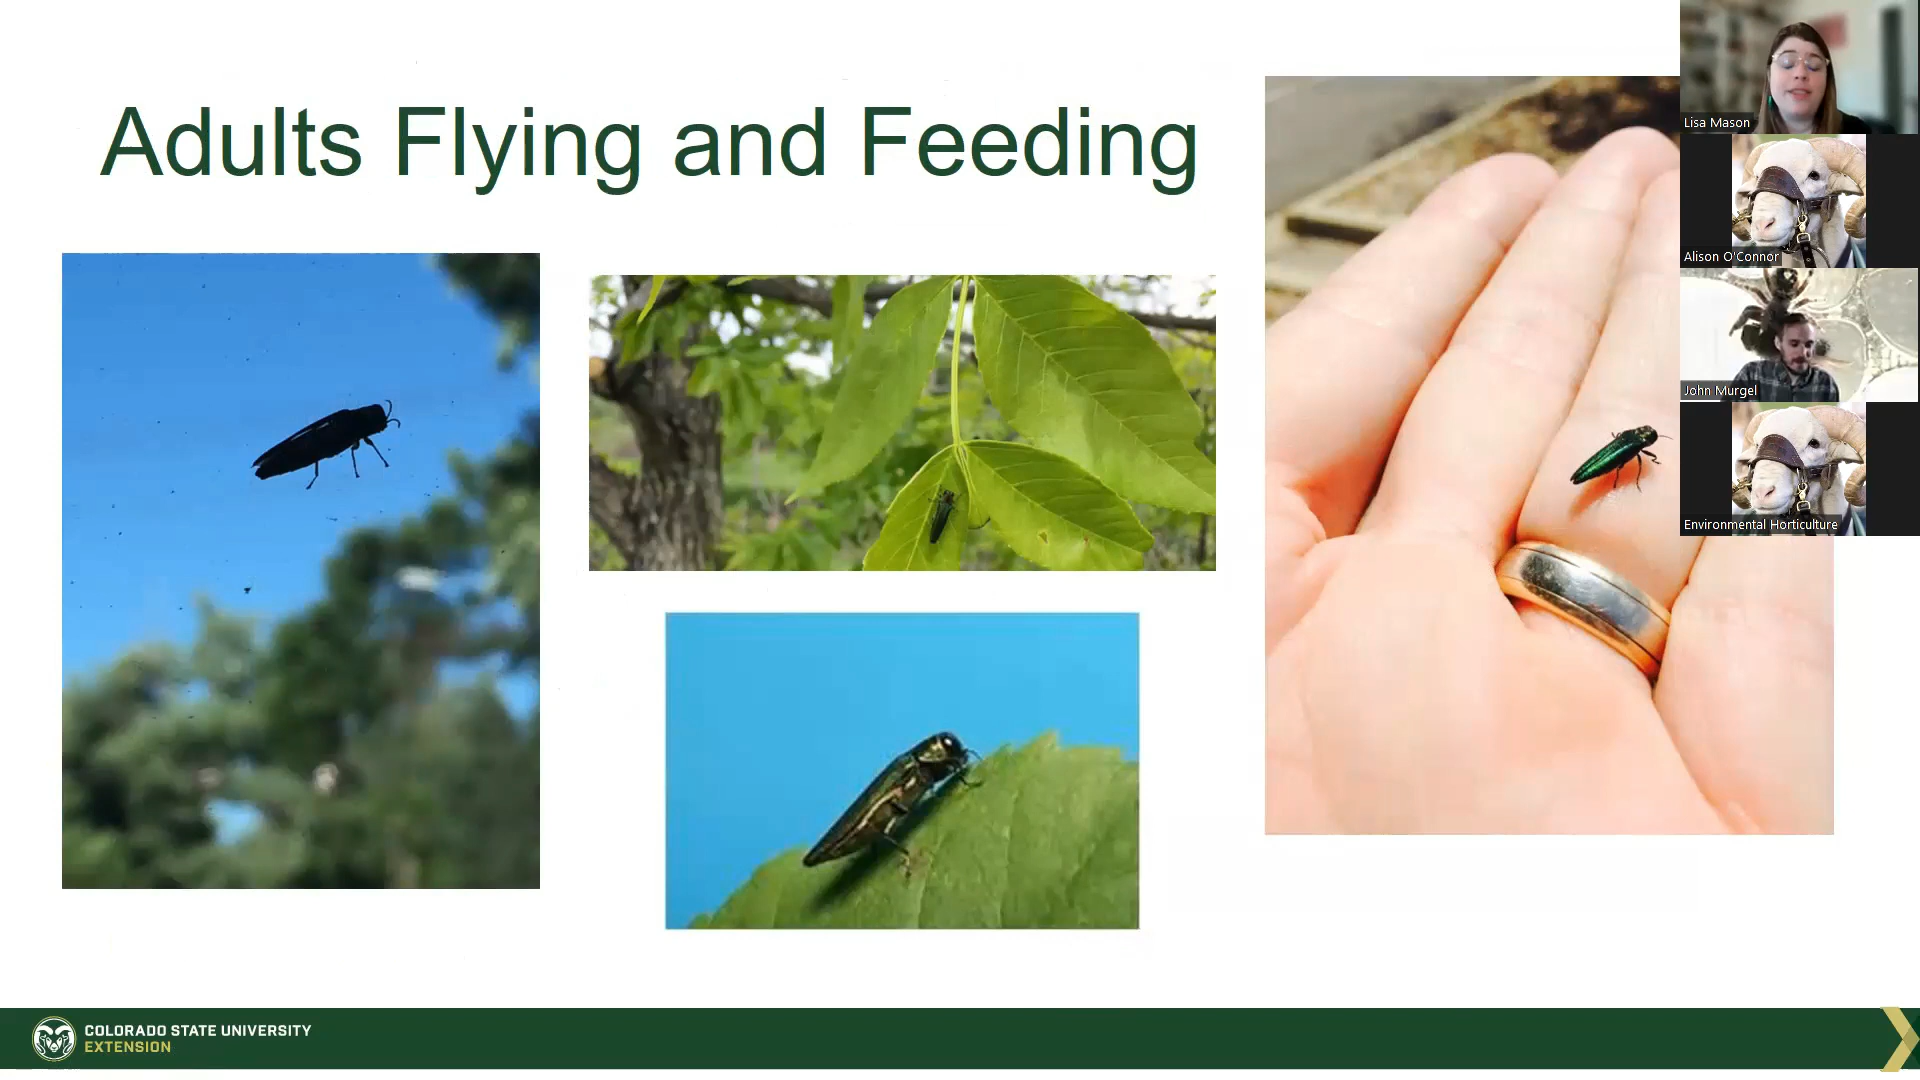 Adults Flying and Feeding
Lisa Mason
Alison O'Connor
John Murgel
Environmental Horticulture
COLORADO STATE UNIVERSITY
EXTENSION